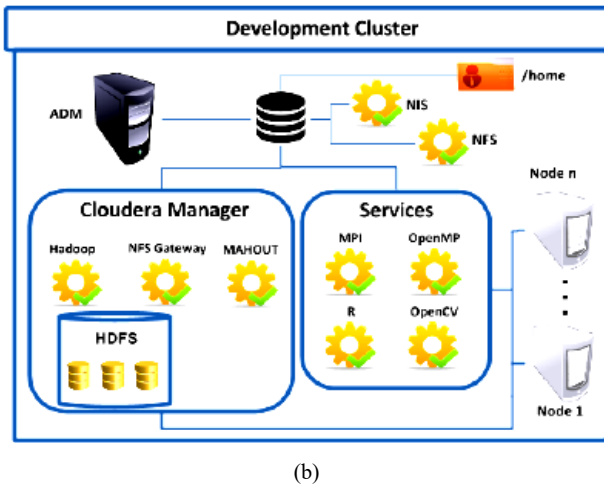 Development Cluster
ADM
/home
NIS
NFS
Cloudera Manager
Hadoop
NFS Gateway
MAHOUT
HDFS
Services
MPI
OpenMP
R
OpenCV
Node n
Node 1
(b)